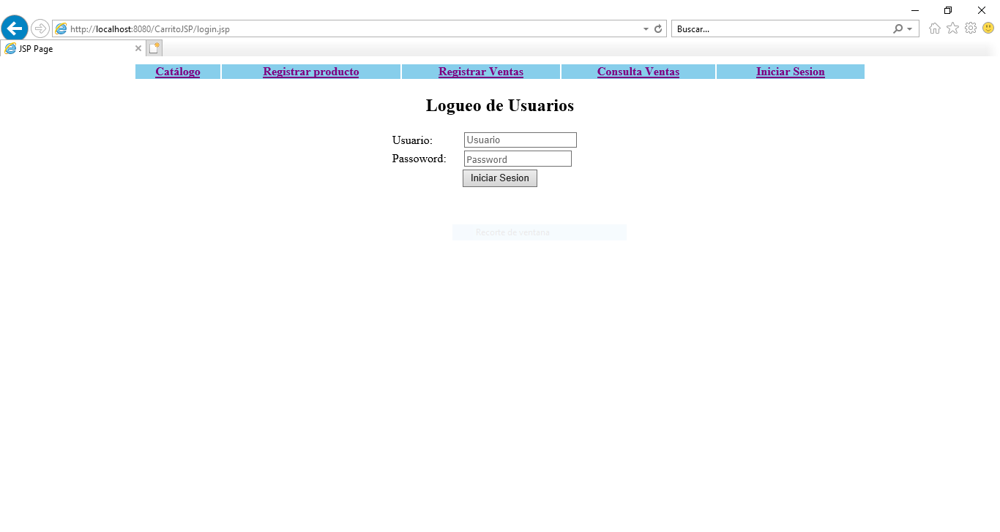 http://localhost:8080/CarritoJSP/login.jsp
Buscar...
JSP Page
Catálogo Registrar producto Registrar Ventas Consulta Ventas Iniciar Sesion
Logueo de Usuarios
Usuario: Usuario
Passoword: Password
Iniciar Sesion
Recorte de ventana